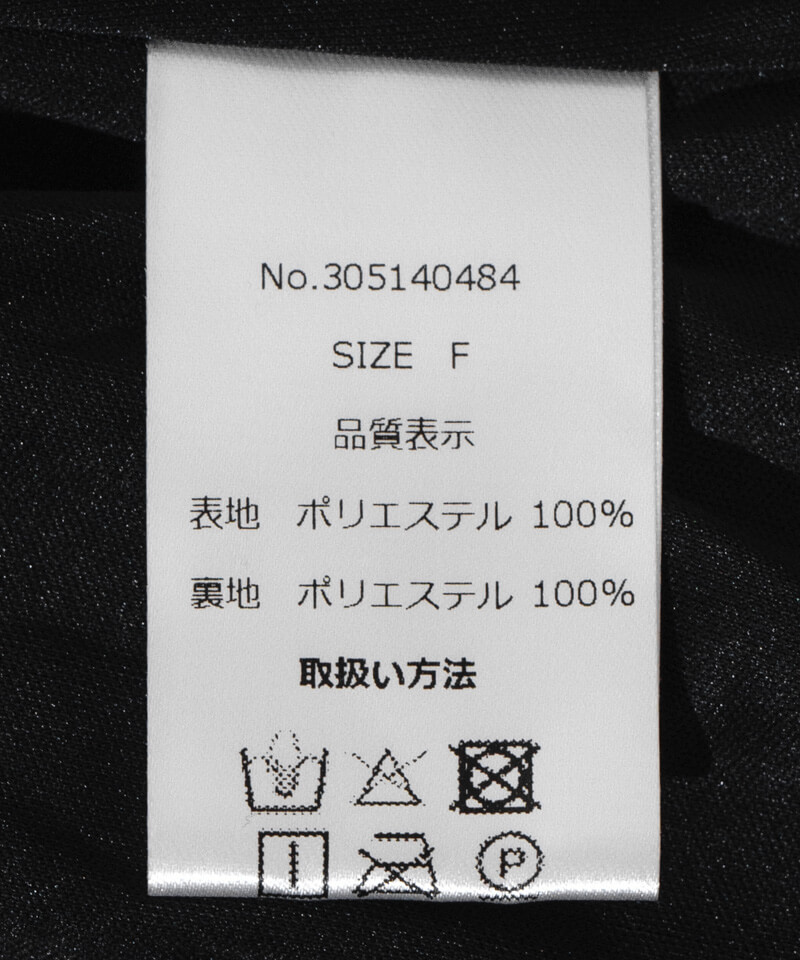 No.305140484
SIZE F
品質表示
表地 ポリエステル 100%
裏地 ポリエステル 100%
取扱い方法
P